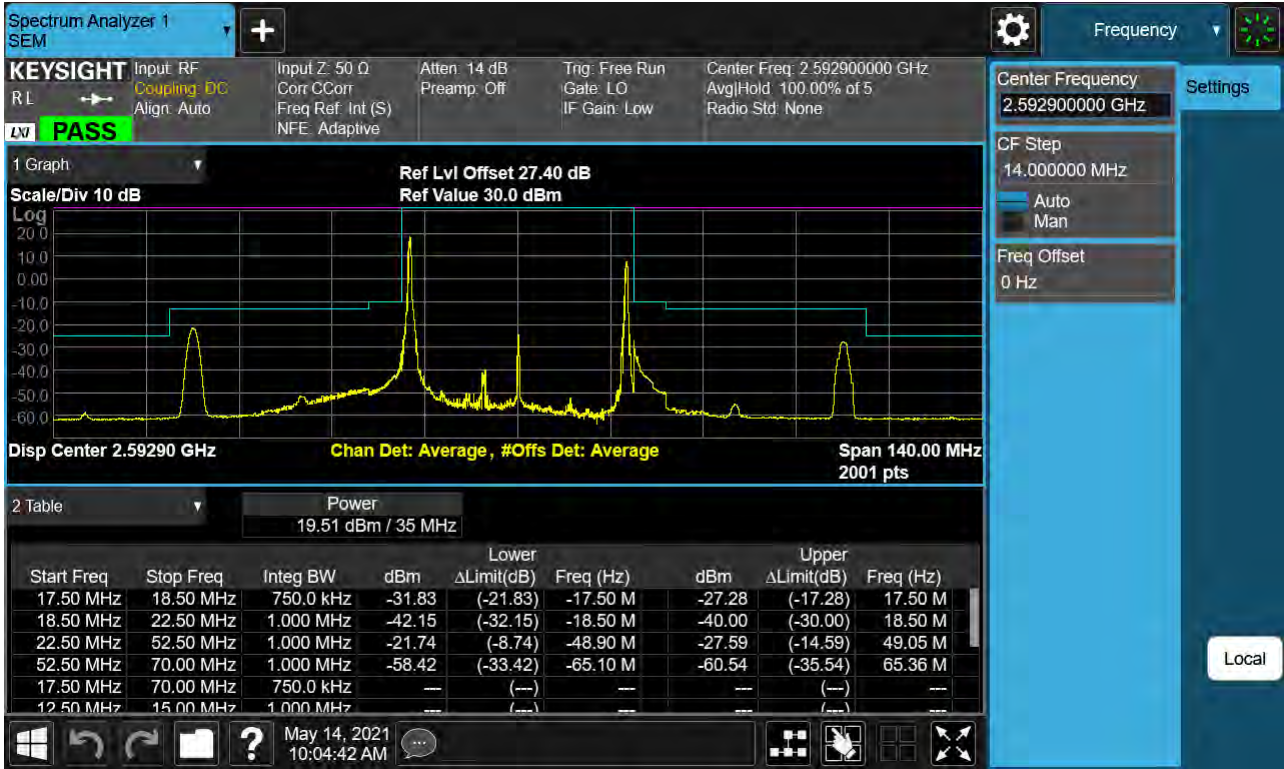 Spectrum Analyzer 1
SEM
Frequency
KEYSIGHT
RL
LXI
PASS
Input: RF
Coupling: DC
Align: Auto
Input Z: 50 Ω
Corr CCorr
Freq Ref: Int (S)
NFE: Adaptive
Atten: 14 dB
Preamp: Off
Trig: Free Run
Gate: LO
IF Gain: Low
Center Freq: 2.592900000 GHz
Avg|Hold: 100.00% of 5
Radio Std: None
Center Frequency
2.592900000 GHz
Settings
CF Step
14.000000 MHz
Auto
Man
Freq Offset
0 Hz
Local
1 Graph
Scale/Div 10 dB
Ref Lvl Offset 27.40 dB
Ref Value 30.0 dBm
Log
20.0
10.0
0.00
-10.0
-20.0
-30.0
-40.0
-50.0
-60.0
Disp Center 2.59290 GHz
Chan Det: Average , #Offs Det: Average
Span 140.00 MHz
2001 pts
2 Table
Power
19.51 dBm / 35 MHz
Lower Upper
Start Freq Stop Freq Integ BW dBm ΔLimit(dB) Freq (Hz) dBm ΔLimit(dB) Freq (Hz)
17.50 MHz 18.50 MHz 750.0 kHz -31.83 (-21.83) -17.50 M -27.28 (-17.28) 17.50 M
18.50 MHz 22.50 MHz 1.000 MHz -42.15 (-32.15) -18.50 M -40.00 (-30.00) 18.50 M
22.50 MHz 52.50 MHz 1.000 MHz -21.74 (-8.74) -48.90 M -27.59 (-14.59) 49.05 M
52.50 MHz 70.00 MHz 1.000 MHz -58.42 (-33.42) -65.10 M -60.54 (-35.54) 65.36 M
17.50 MHz 70.00 MHz 750.0 kHz --- (---) --- --- (---) ---
12.50 MHz 15.00 MHz 1.000 MHz --- (---) --- --- (---) ---
?
May 14, 2021
10:04:42 AM